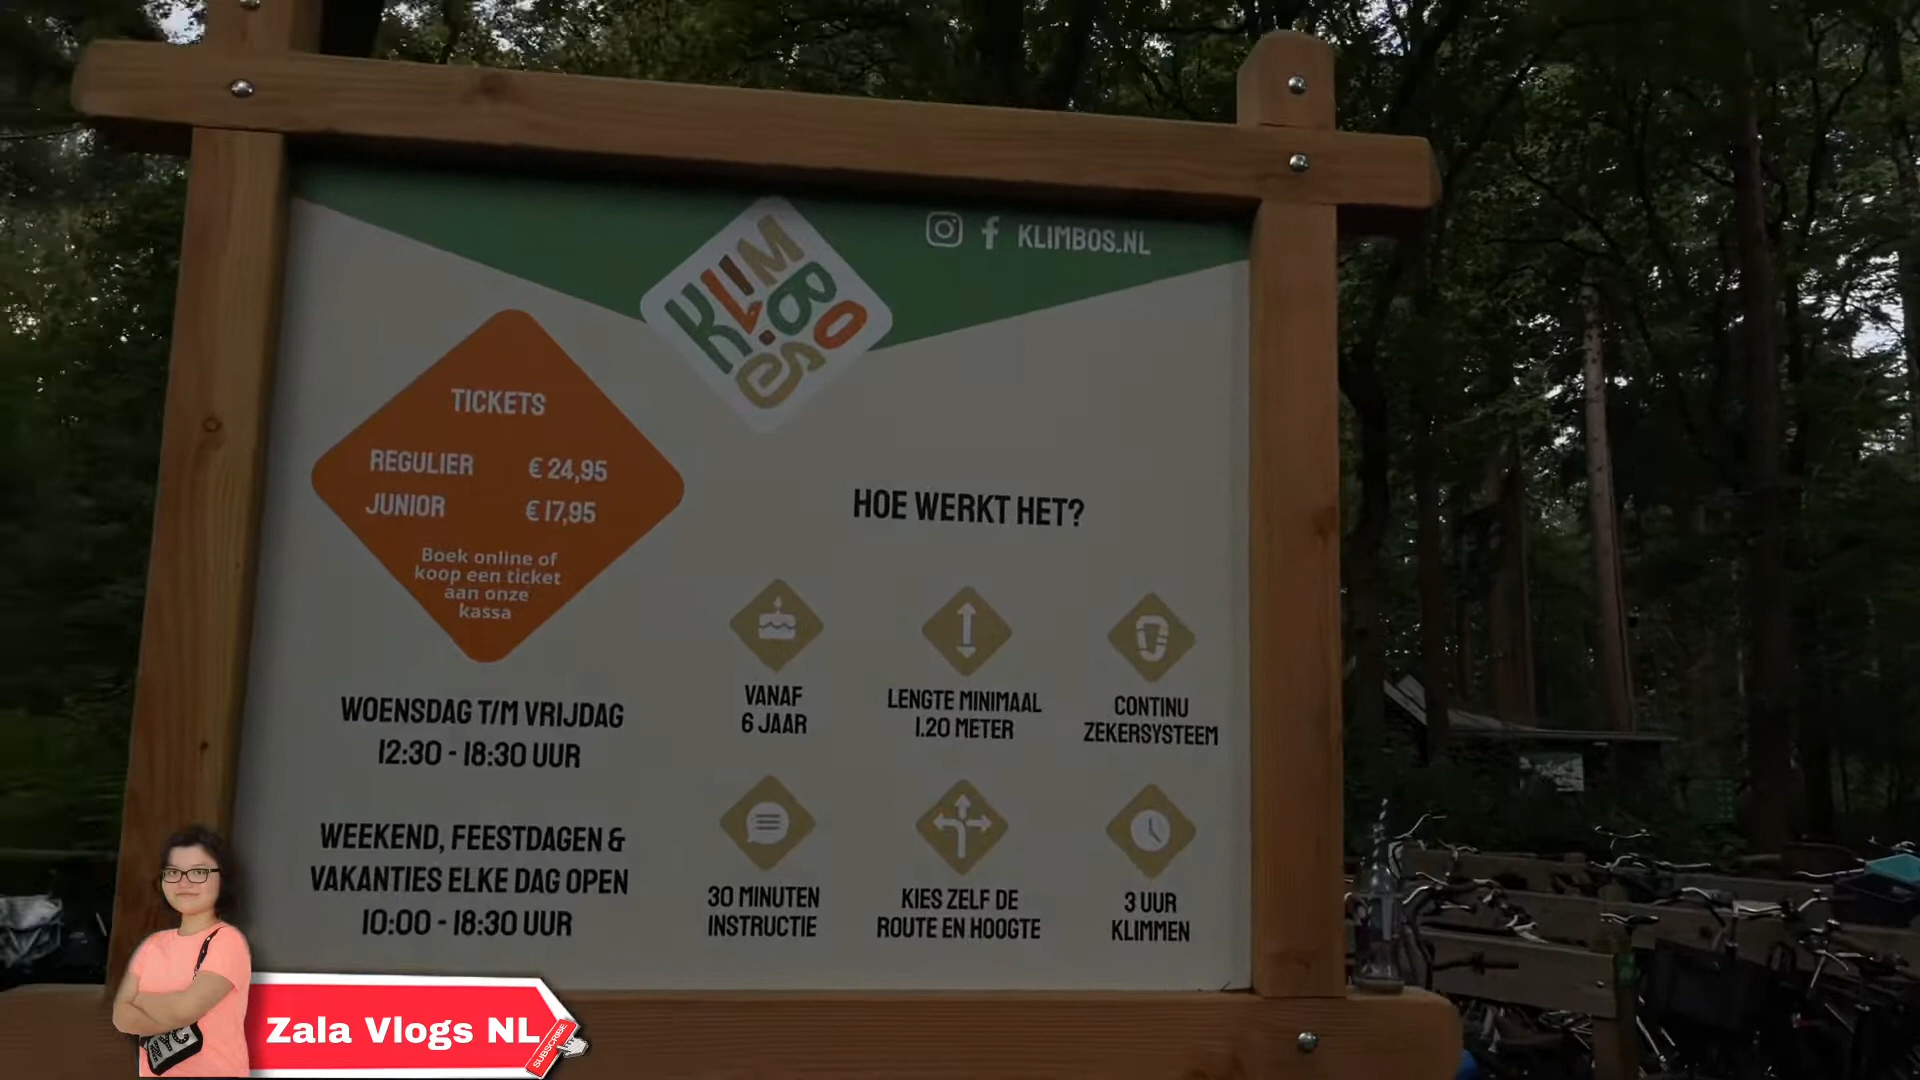 KLIMBOS
KLIMBOS.NL
TICKETS
REGULIER € 24,95
JUNIOR € 17,95
Boek online of
koop een ticket
aan onze
kassa
WOENSDAG T/M VRIJDAG
12:30 - 18:30 UUR
WEEKEND, FEESTDAGEN &
VAKANTIES ELKE DAG OPEN
10:00 - 18:30 UUR
HOE WERKT HET?
VANAF
6 JAAR
LENGTE MINIMAAL
1.20 METER
CONTINU
ZEKERSYSTEEM
30 MINUTEN
INSTRUCTIE
KIES ZELF DE
ROUTE EN HOOGTE
3 UUR
KLIMMEN
Zala Vlogs NL
SUBSCRIBE
NYC